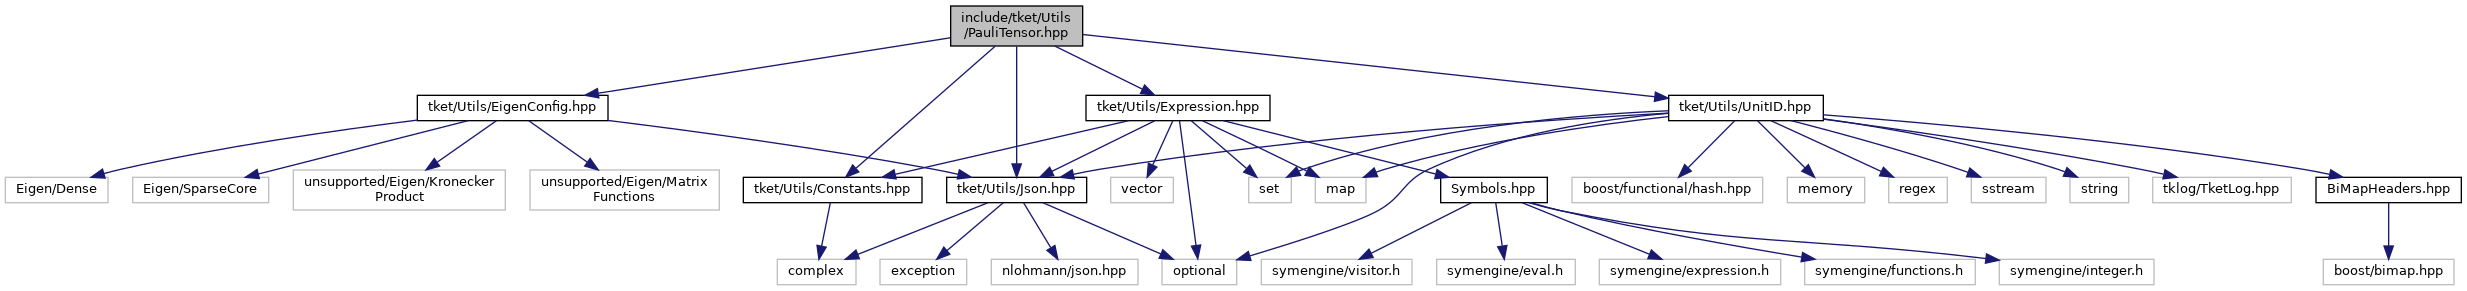 include/tket/Utils
/PauliTensor.hpp
tket/Utils/EigenConfig.hpp
tket/Utils/Expression.hpp
tket/Utils/UnitID.hpp
Eigen/Dense
Eigen/SparseCore
unsupported/Eigen/Kronecker
Product
unsupported/Eigen/Matrix
Functions
tket/Utils/Constants.hpp
tket/Utils/Json.hpp
vector
set
map
Symbols.hpp
boost/functional/hash.hpp
memory
regex
sstream
string
tklog/TketLog.hpp
BiMapHeaders.hpp
complex
exception
nlohmann/json.hpp
optional
symengine/visitor.h
symengine/eval.h
symengine/expression.h
symengine/functions.h
symengine/integer.h
boost/bimap.hpp